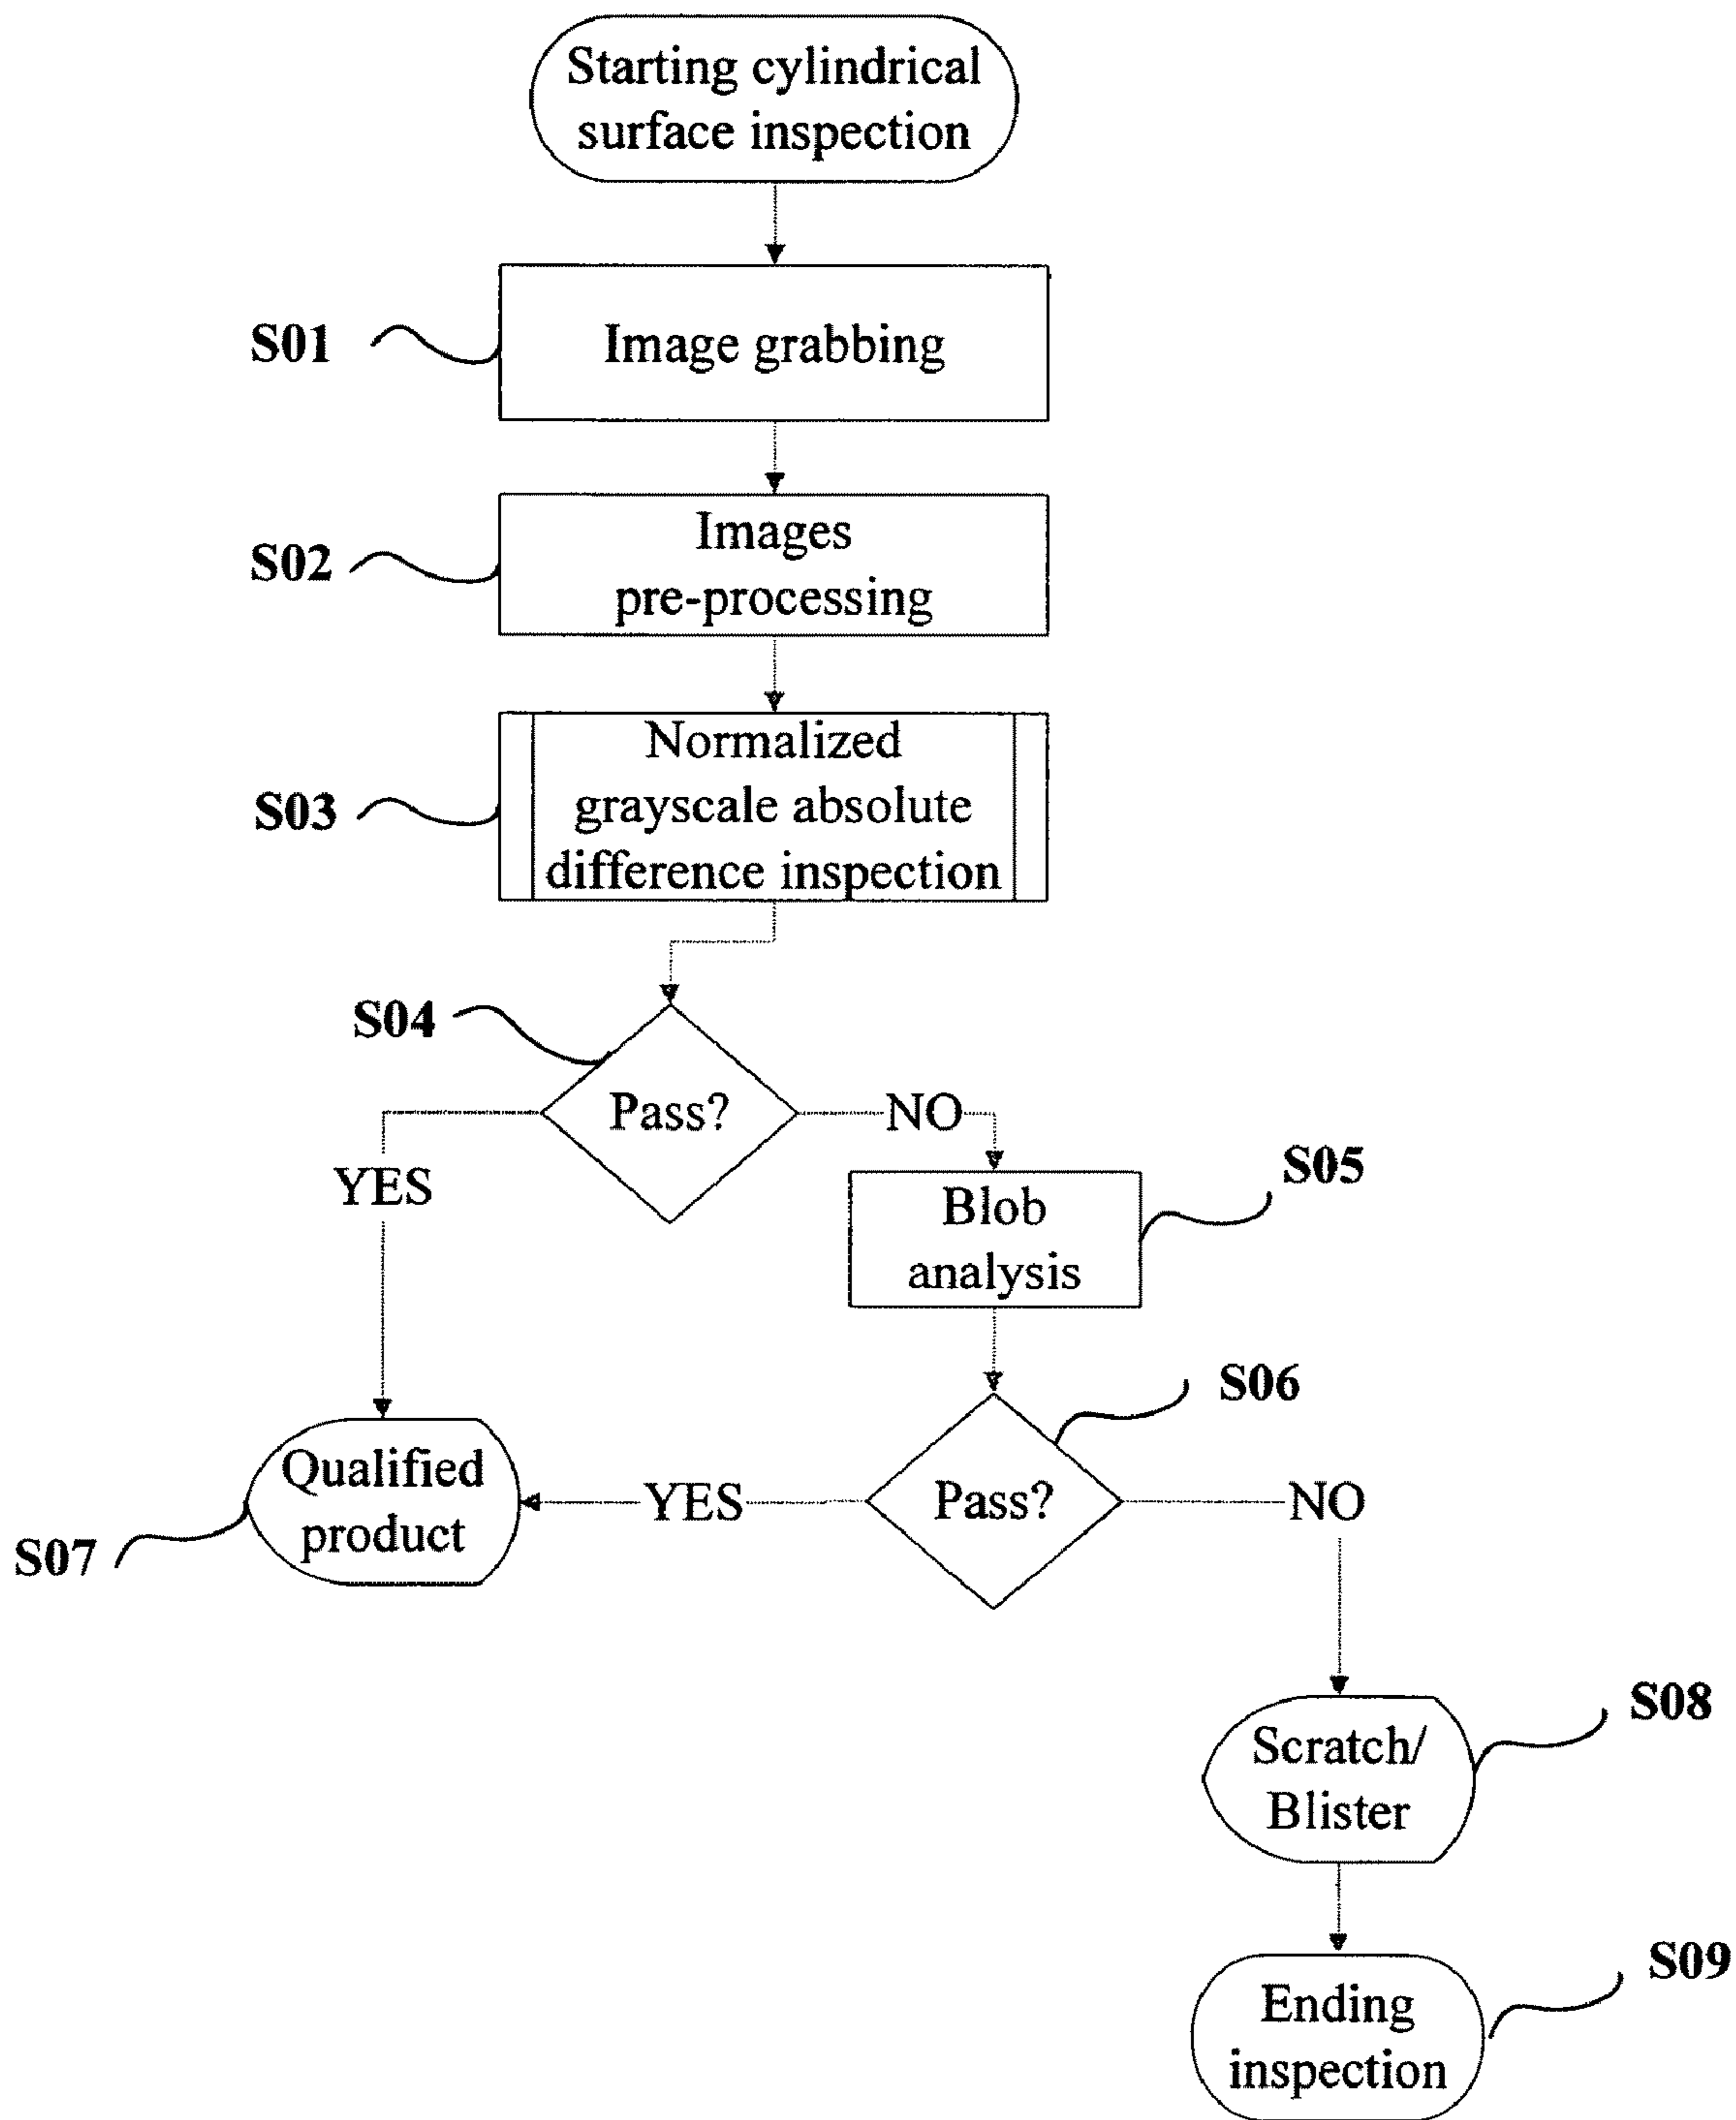 Starting cylindrical
surface inspection
S01
Image grabbing
S02
Images
pre-processing
S03
Normalized
grayscale absolute
difference inspection
S04
Pass?
NO
YES
S05
Blob
analysis
S06
Pass?
YES
NO
Qualified
product
S07
S08
Scratch/
Blister
S09
Ending
inspection